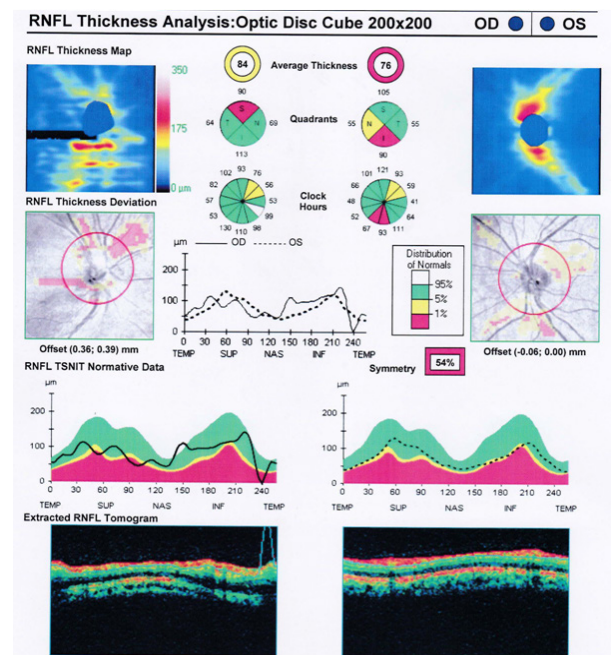 RNFL Thickness Analysis:Optic Disc Cube 200x200 OD OS
RNFL Thickness Map
350
175
0 µm
84 Average Thickness 76
90 105
S S
64 T N 69 Quadrants 55 N T 55
I I
113 90
93 121
102 76 101 93
82 56 66 59
57 53 Clock 48 41
53 99 Hours 52 64
130 98 67 111
110 93
RNFL Thickness Deviation
µm OD OS
200
100
0
0 30 60 90 120 150 180 210 240
TEMP SUP NAS INF TEMP
Distribution
of Normals
95%
5%
1%
Offset (0.36; 0.39) mm
Offset (-0.06; 0.00) mm
Symmetry 54%
RNFL TSNIT Normative Data
µm µm
200 200
100 100
0 0
0 30 60 90 120 150 180 210 240 0 30 60 90 120 150 180 210 240
TEMP SUP NAS INF TEMP TEMP SUP NAS INF TEMP
Extracted RNFL Tomogram